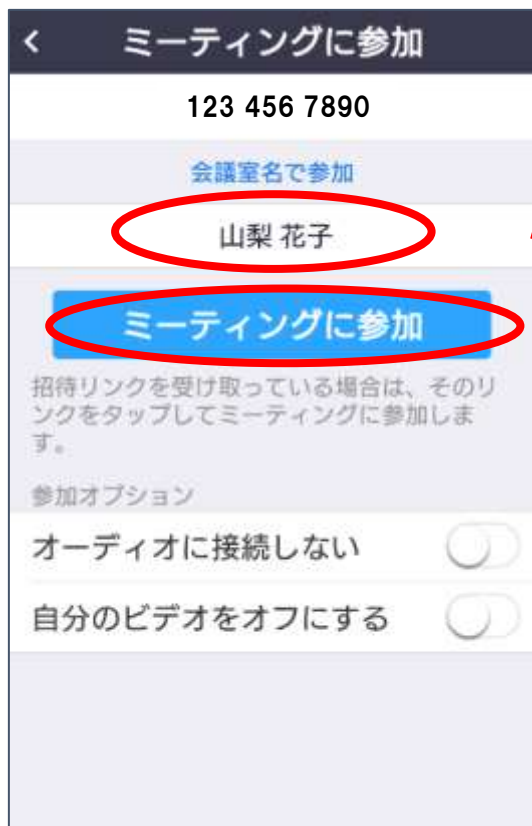 ミーティングに参加
123 456 7890
会議室名で参加
山梨 花子
ミーティングに参加
招待リンクを受け取っている場合は、そのリ
ンクをタップしてミーティングに参加しま
す。
参加オプション
オーディオに接続しない
自分のビデオをオフにする